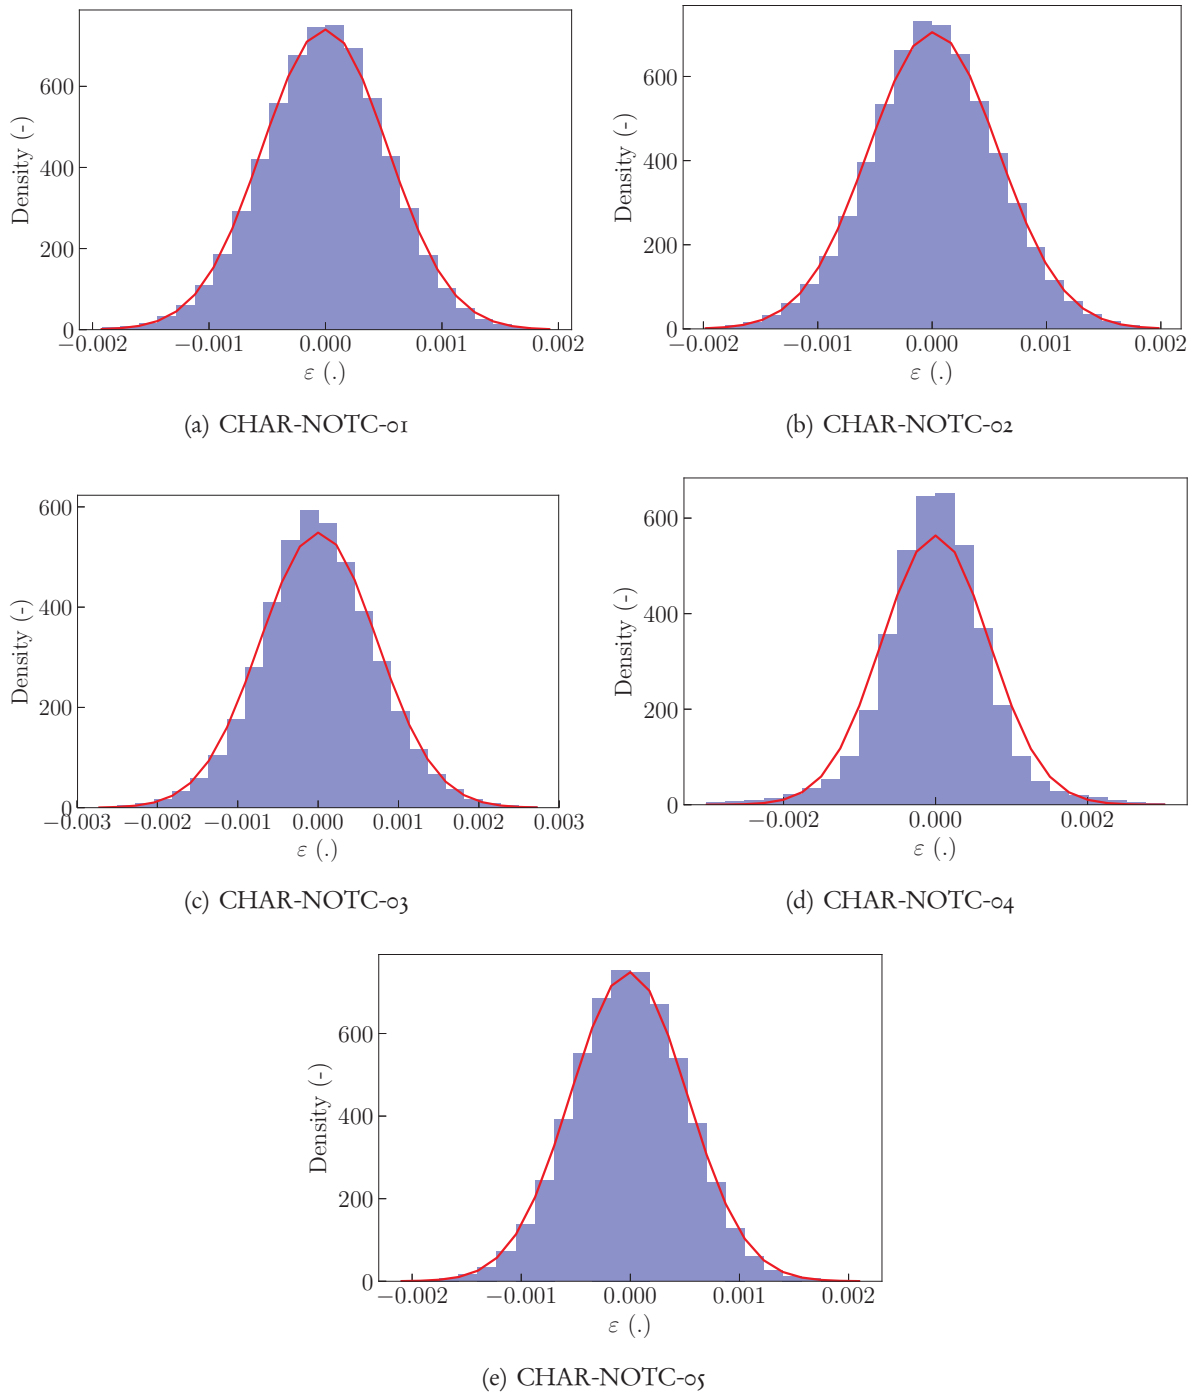 600
400
200
0
Density (-)
−0.002 −0.001 0.000 0.001 0.002
ε (.)
(a) CHAR-NOTC-01
600
400
200
0
Density (-)
−0.002 −0.001 0.000 0.001 0.002
ε (.)
(b) CHAR-NOTC-02
600
400
200
0
Density (-)
−0.003 −0.002 −0.001 0.000 0.001 0.002 0.003
ε (.)
(c) CHAR-NOTC-03
600
400
200
0
Density (-)
−0.002 0.000 0.002
ε (.)
(d) CHAR-NOTC-04
600
400
200
0
Density (-)
−0.002 −0.001 0.000 0.001 0.002
ε (.)
(e) CHAR-NOTC-05